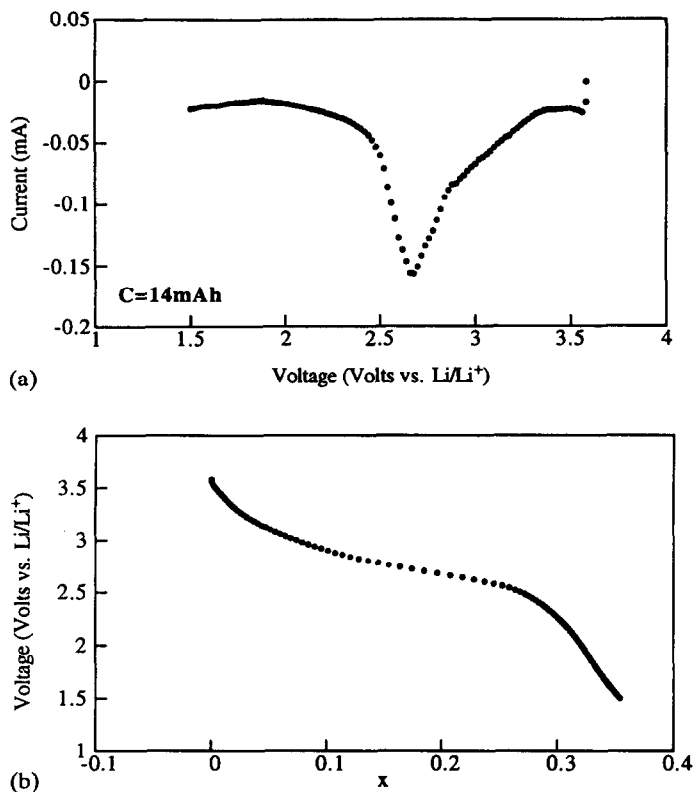 0.05
0
-0.05
-0.1
-0.15
-0.2
Current (mA)
C=14mAh
1 1.5 2 2.5 3 3.5 4
(a) Voltage (Volts vs. Li/Li+)
4
3.5
3
2.5
2
1.5
1
Voltage (Volts vs. Li/Li+)
-0.1 0 0.1 0.2 0.3 0.4
(b) x